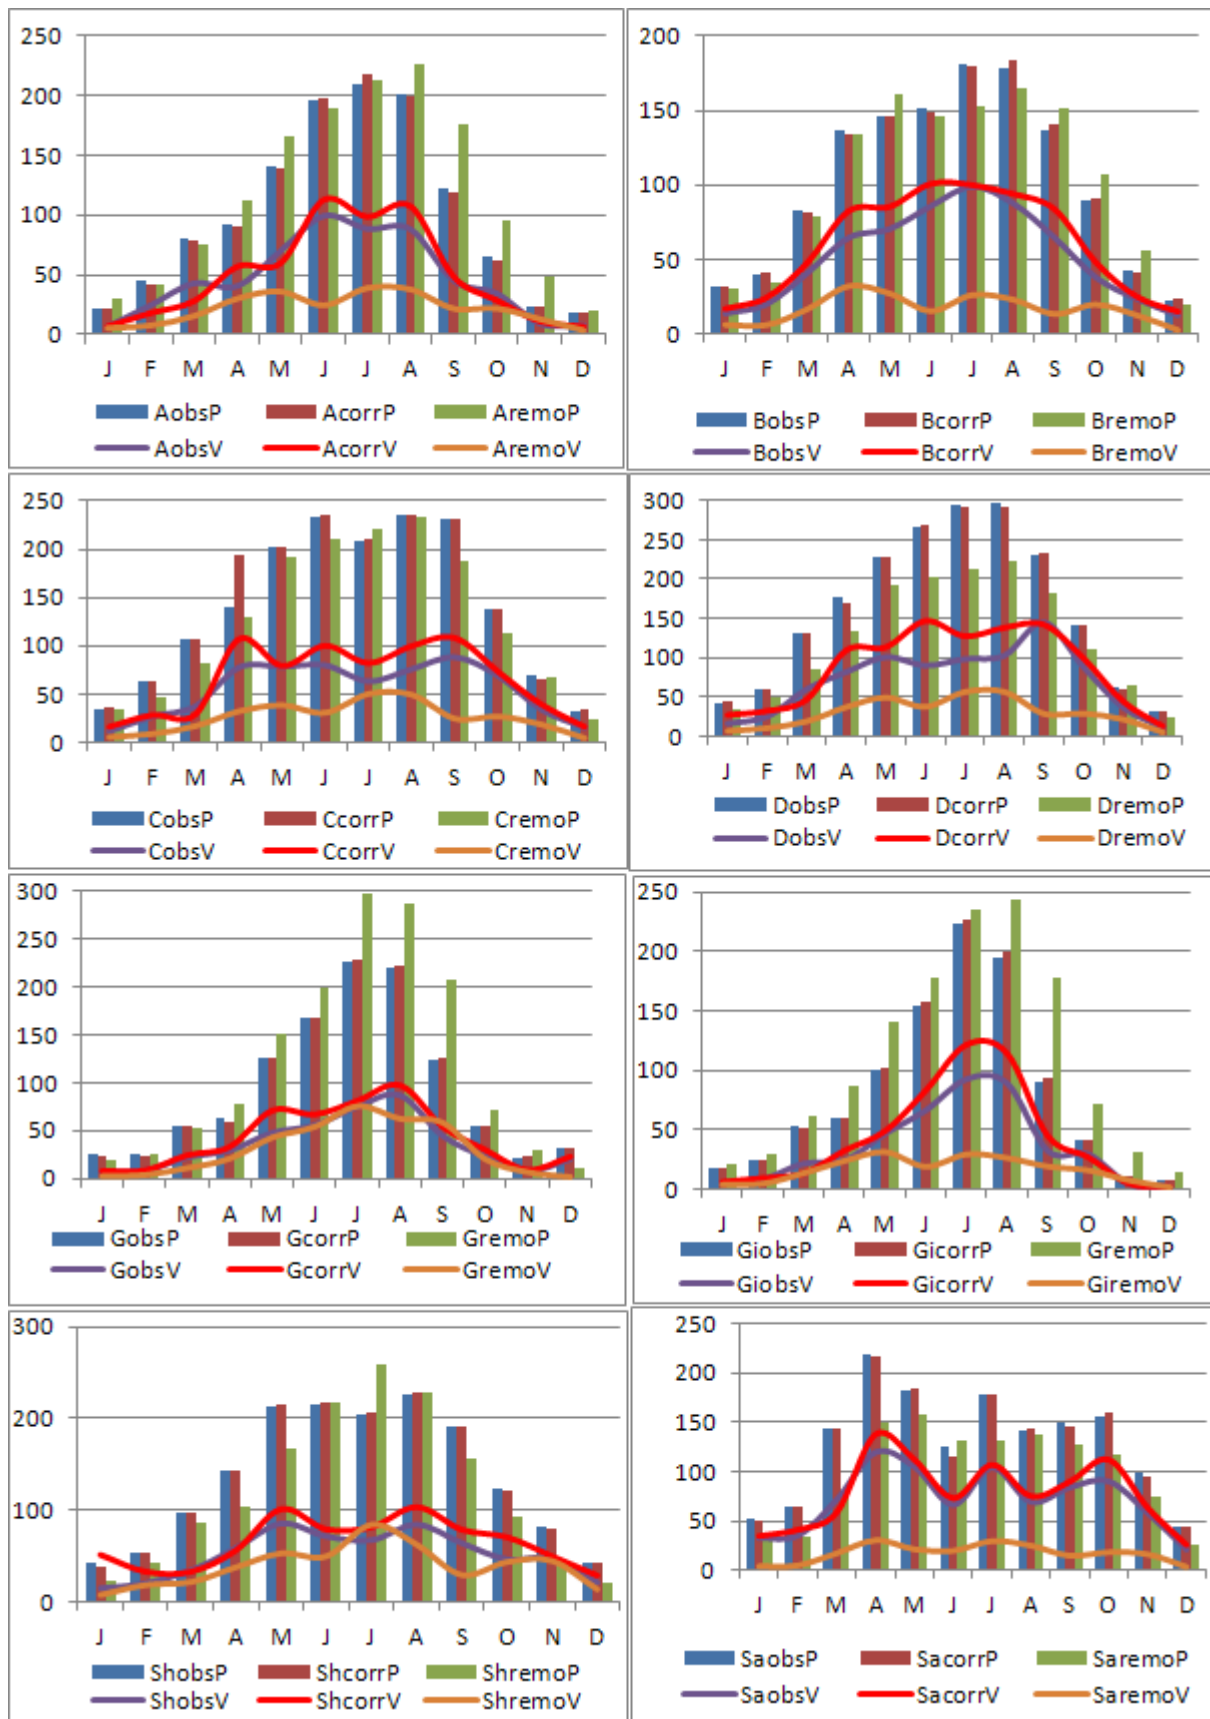 250
200
150
100
50
0
J F M A M J J A S O N D
AobsP AcorrP AremoP
AobsV AcorrV AremoV
200
150
100
50
0
J F M A M J J A S O N D
BobsP BcorrP BremoP
BobsV BcorrV BremoV
250
200
150
100
50
0
J F M A M J J A S O N D
CobsP CcorrP CremoP
CobsV CcorrV CremoV
300
250
200
150
100
50
0
J F M A M J J A S O N D
DobsP DcorrP DremoP
DobsV DcorrV DremoV
300
250
200
150
100
50
0
J F M A M J J A S O N D
GobsP GcorrP GremoP
GobsV GcorrV GremoV
250
200
150
100
50
0
J F M A M J J A S O N D
GiobsP GicorrP GremoP
GiobsV GicorrV GiremoV
300
200
100
0
J F M A M J J A S O N D
ShobsP ShcorrP ShremoP
ShobsV ShcorrV ShremoV
250
200
150
100
50
0
J F M A M J J A S O N D
SaobsP SacorrP SaremoP
SaobsV SacorrV SaremoV